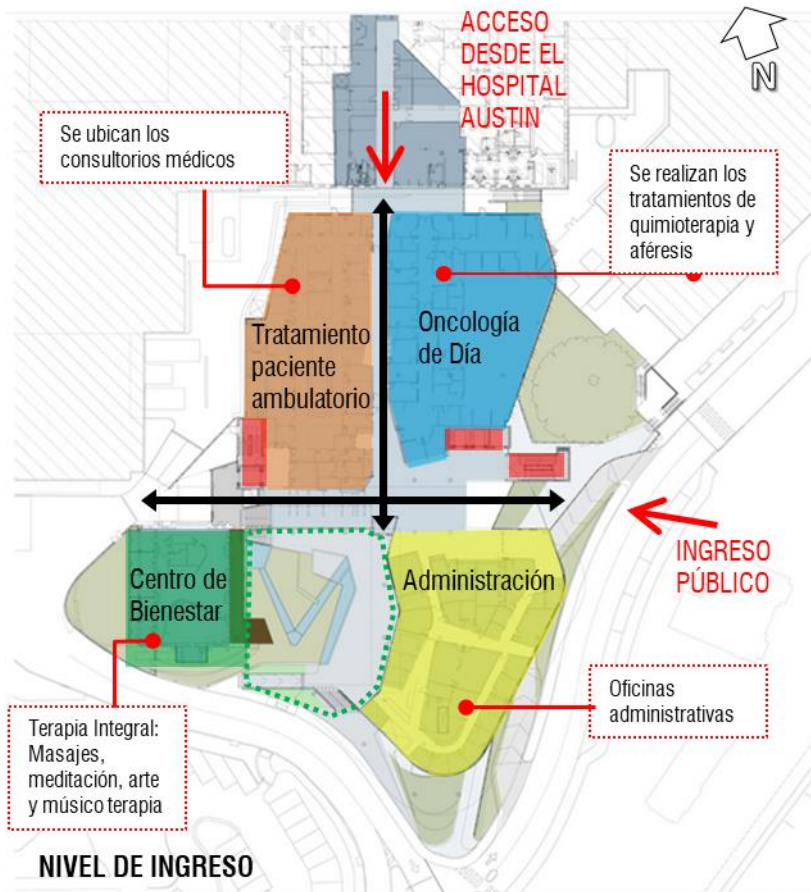 ACCESO
DESDE EL
HOSPITAL
AUSTIN
N
Se ubican los
consultorios médicos
Se realizan los
tratamientos de
quimioterapia y
aféresis
Tratamiento
paciente
ambulatorio
Oncología
de Día
INGRESO
PÚBLICO
Centro de
Bienestar
Administración
Oficinas
administrativas
Terapia Integral:
Masajes,
meditación, arte
y músico terapia
NIVEL DE INGRESO